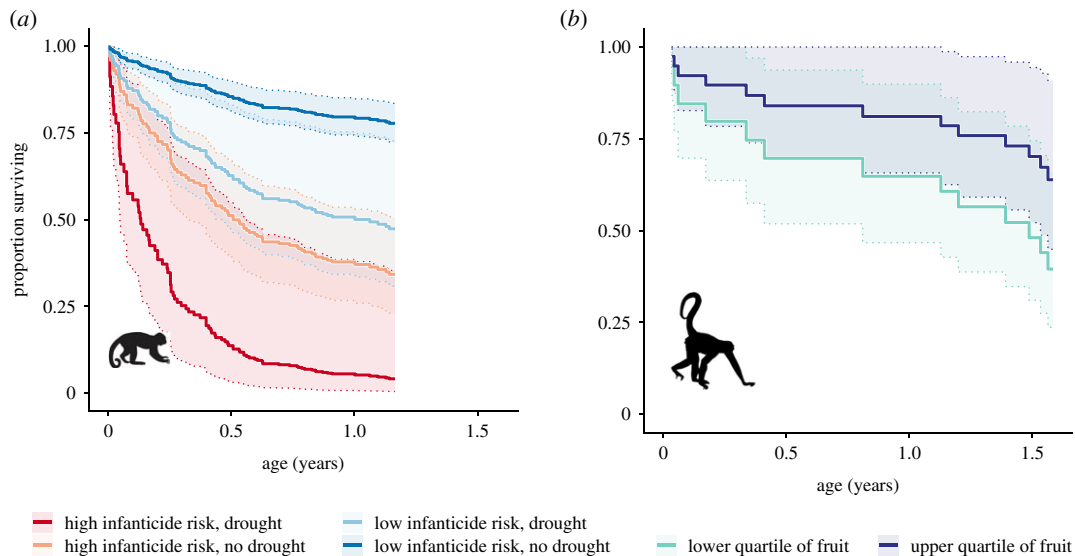 (a)
1.00
0.75
0.50
0.25
0
proportion surviving
0 0.5 1.0 1.5
age (years)
(b)
1.00
0.75
0.50
0.25
0
0 0.5 1.0 1.5
age (years)
high infanticide risk, drought
high infanticide risk, no drought
low infanticide risk, drought
low infanticide risk, no drought
lower quartile of fruit
upper quartile of fruit